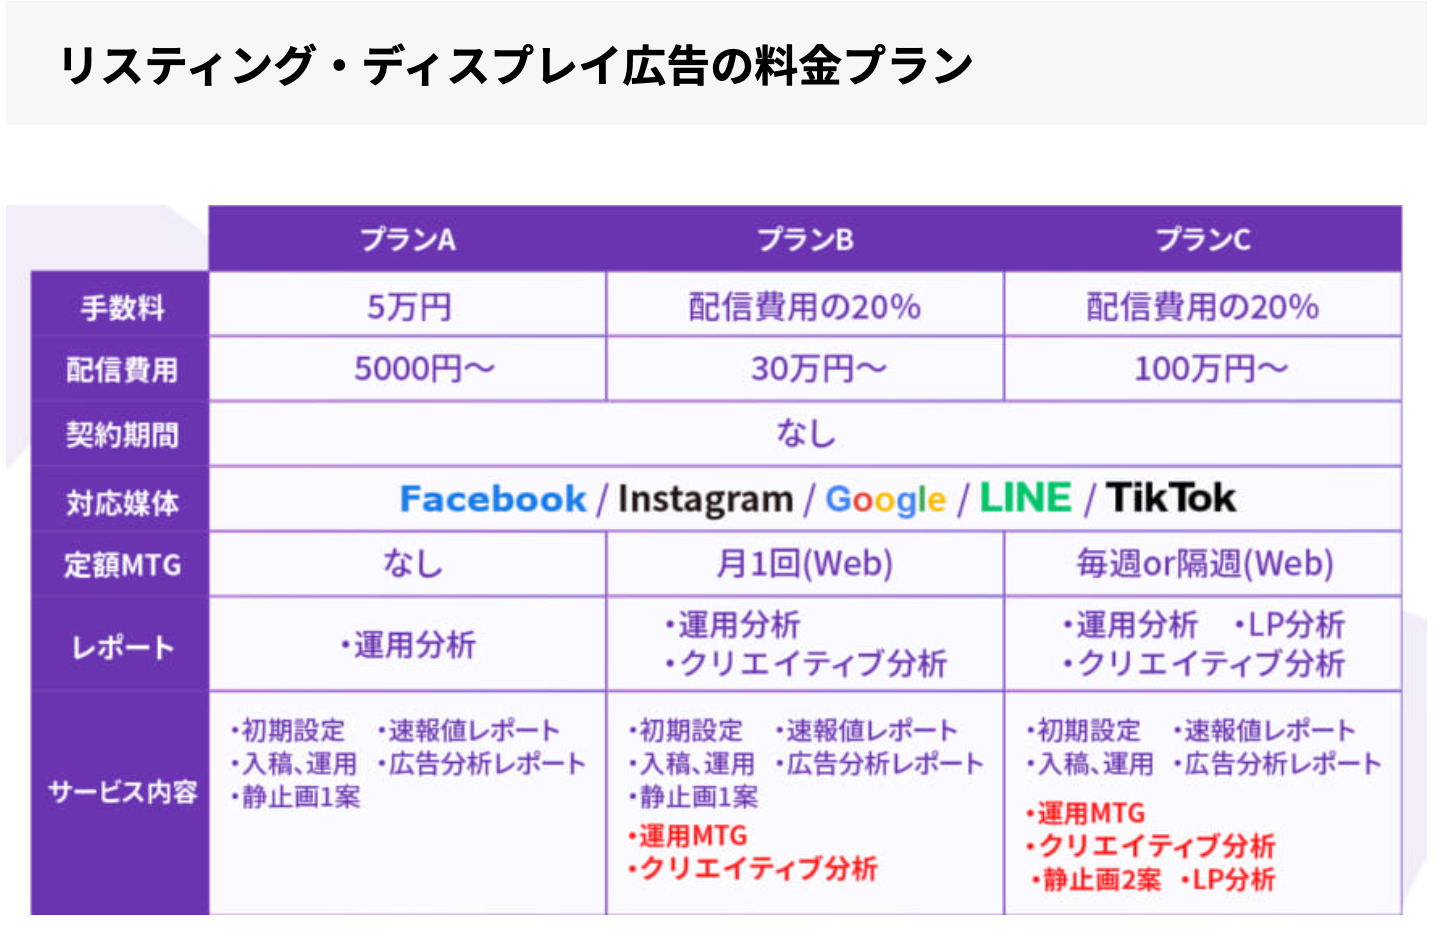 リスティング・ディスプレイ広告の料金プラン
プランA プランB プランC
手数料 5万円 配信費用の20% 配信費用の20%
配信費用 5000円〜 30万円〜 100万円〜
契約期間 なし
対応媒体 Facebook / Instagram / Google / LINE / TikTok
定額MTG なし 月1回(Web) 毎週or隔週(Web)
レポート
・運用分析
・運用分析
・クリエイティブ分析
・運用分析 ・LP分析
・クリエイティブ分析
サービス内容
・初期設定 ・速報値レポート
・入稿、運用 ・広告分析レポート
・静止画1案
・初期設定 ・速報値レポート
・入稿、運用 ・広告分析レポート
・静止画1案
・運用MTG
・クリエイティブ分析
・初期設定 ・速報値レポート
・入稿、運用 ・広告分析レポート
・運用MTG
・クリエイティブ分析
・静止画2案 ・LP分析